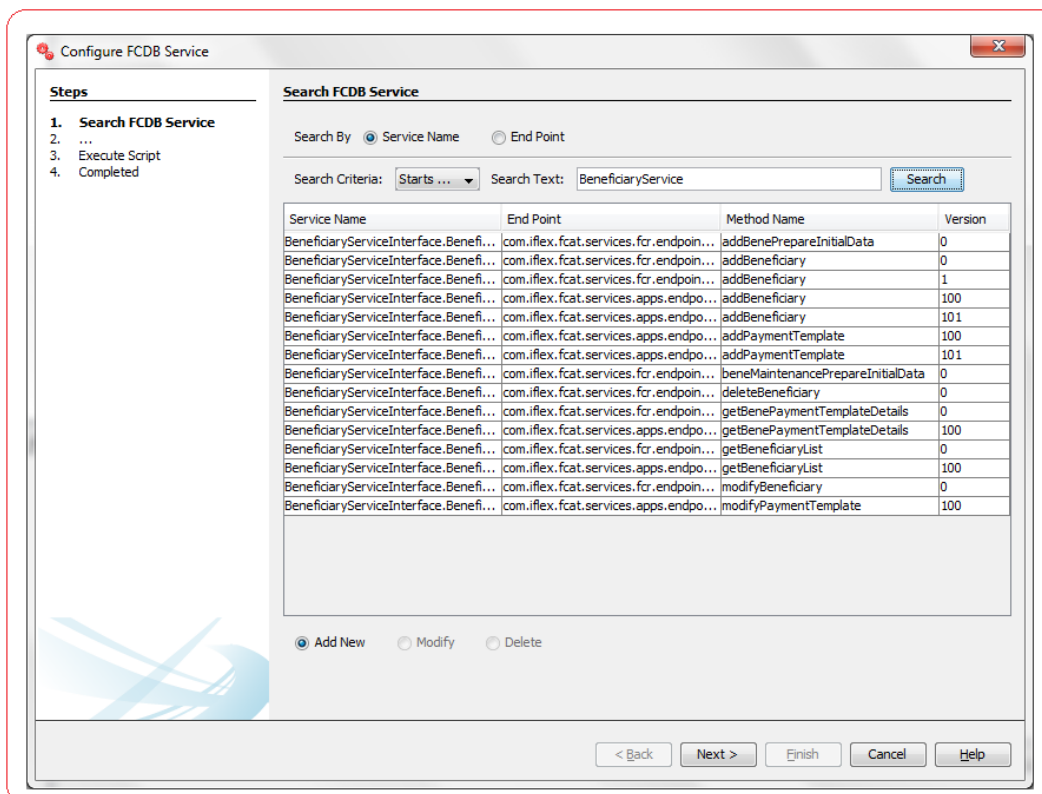 Configure FCDB Service
Steps
1. Search FCDB Service
2. ...
3. Execute Script
4. Completed
Search FCDB Service
Search By Service Name End Point
Search Criteria: Starts ... Search Text: BeneficiaryService Search
Service Name End Point Method Name Version
BeneficiaryServiceInterface.Benefi... com.iflex.fcat.services.fcr.endpoin... addBenePrepareInitialData 0
BeneficiaryServiceInterface.Benefi... com.iflex.fcat.services.fcr.endpoin... addBeneficiary 0
BeneficiaryServiceInterface.Benefi... com.iflex.fcat.services.fcr.endpoin... addBeneficiary 1
BeneficiaryServiceInterface.Benefi... com.iflex.fcat.services.apps.endpo... addBeneficiary 100
BeneficiaryServiceInterface.Benefi... com.iflex.fcat.services.apps.endpo... addBeneficiary 101
BeneficiaryServiceInterface.Benefi... com.iflex.fcat.services.apps.endpo... addPaymentTemplate 100
BeneficiaryServiceInterface.Benefi... com.iflex.fcat.services.apps.endpo... addPaymentTemplate 101
BeneficiaryServiceInterface.Benefi... com.iflex.fcat.services.fcr.endpoin... beneMaintenancePrepareInitialData 0
BeneficiaryServiceInterface.Benefi... com.iflex.fcat.services.fcr.endpoin... deleteBeneficiary 0
BeneficiaryServiceInterface.Benefi... com.iflex.fcat.services.fcr.endpoin... getBenePaymentTemplateDetails 0
BeneficiaryServiceInterface.Benefi... com.iflex.fcat.services.apps.endpo... getBenePaymentTemplateDetails 100
BeneficiaryServiceInterface.Benefi... com.iflex.fcat.services.fcr.endpoin... getBeneficiaryList 0
BeneficiaryServiceInterface.Benefi... com.iflex.fcat.services.apps.endpo... getBeneficiaryList 100
BeneficiaryServiceInterface.Benefi... com.iflex.fcat.services.fcr.endpoin... modifyBeneficiary 0
BeneficiaryServiceInterface.Benefi... com.iflex.fcat.services.apps.endpo... modifyPaymentTemplate 100
Add New Modify Delete
< Back Next > Finish Cancel Help